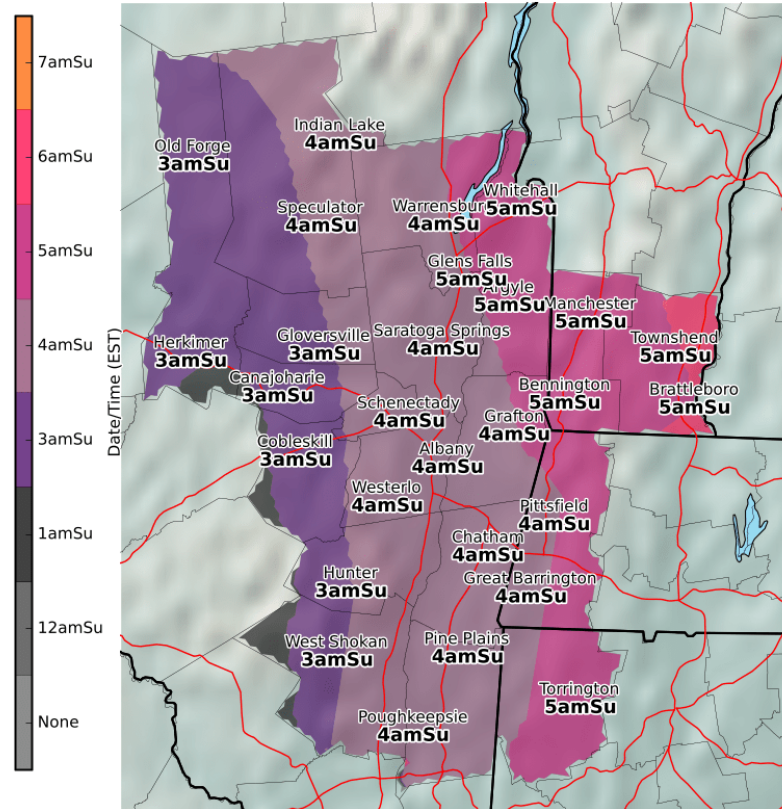 7amSu
6amSu
5amSu
4amSu
3amSu
1amSu
12amSu
None
Date/Time (EST)
Indian Lake
4amSu
Old Forge
3amSu
Whitehall
5amSu
Speculator
4amSu
Warrensburg
4amSu
Glens Falls
5amSu
Argyle
5amSu
Manchester
5amSu
Gloversville
3amSu
Saratoga Springs
4amSu
Herkimer
3amSu
Townshend
5amSu
Canajoharie
3amSu
Bennington
5amSu
Brattleboro
5amSu
Schenectady
4amSu
Grafton
4amSu
Cobleskill
3amSu
Albany
4amSu
Westerlo
4amSu
Pittsfield
4amSu
Chatham
4amSu
Hunter
3amSu
Great Barrington
4amSu
West Shokan
3amSu
Pine Plains
4amSu
Torrington
5amSu
Poughkeepsie
4amSu